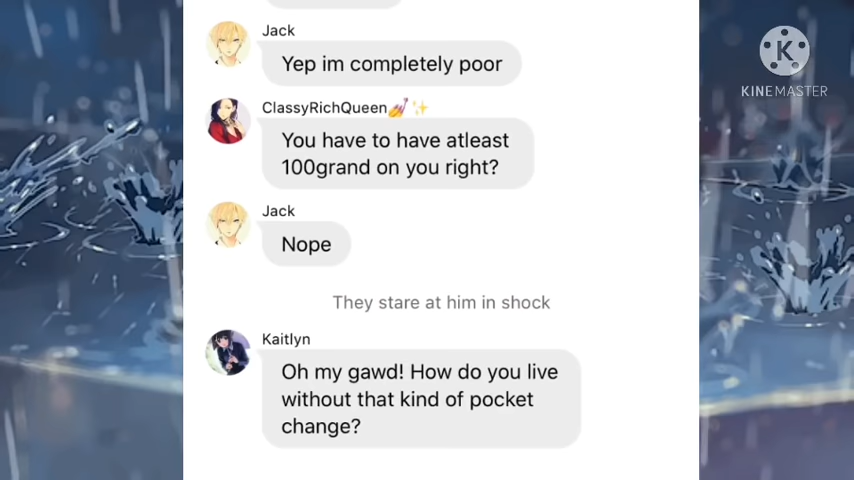 Jack
Yep im completely poor
KINEMASTER
ClassyRichQueen💅✨
You have to have atleast
100grand on you right?
Jack
Nope
They stare at him in shock
Kaitlyn
Oh my gawd! How do you live
without that kind of pocket
change?